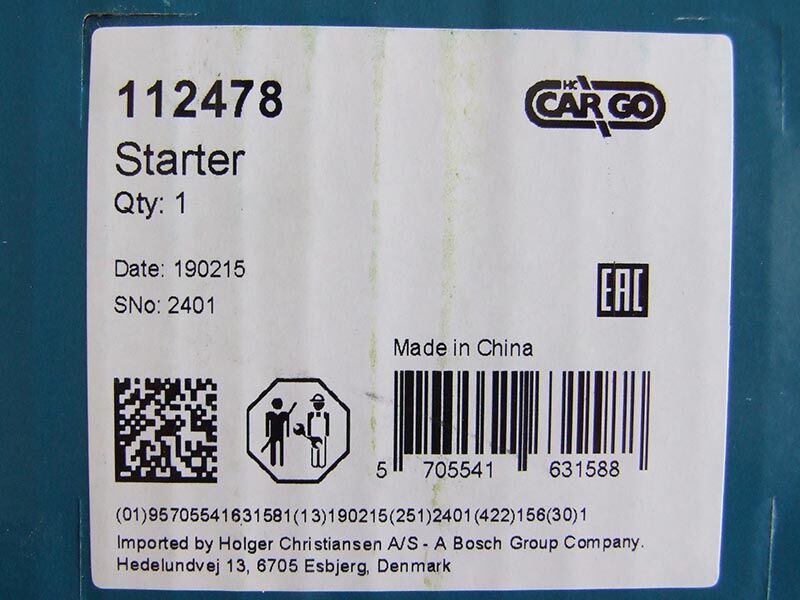 112478
HC
CARGO
Starter
Qty: 1
Date: 190215
SNo: 2401
EAC
Made in China
5 705541 631588
(01)95705541631581(13)190215(251)2401(422)156(30)1
Imported by Holger Christiansen A/S - A Bosch Group Company.
Hedelundvej 13, 6705 Esbjerg, Denmark